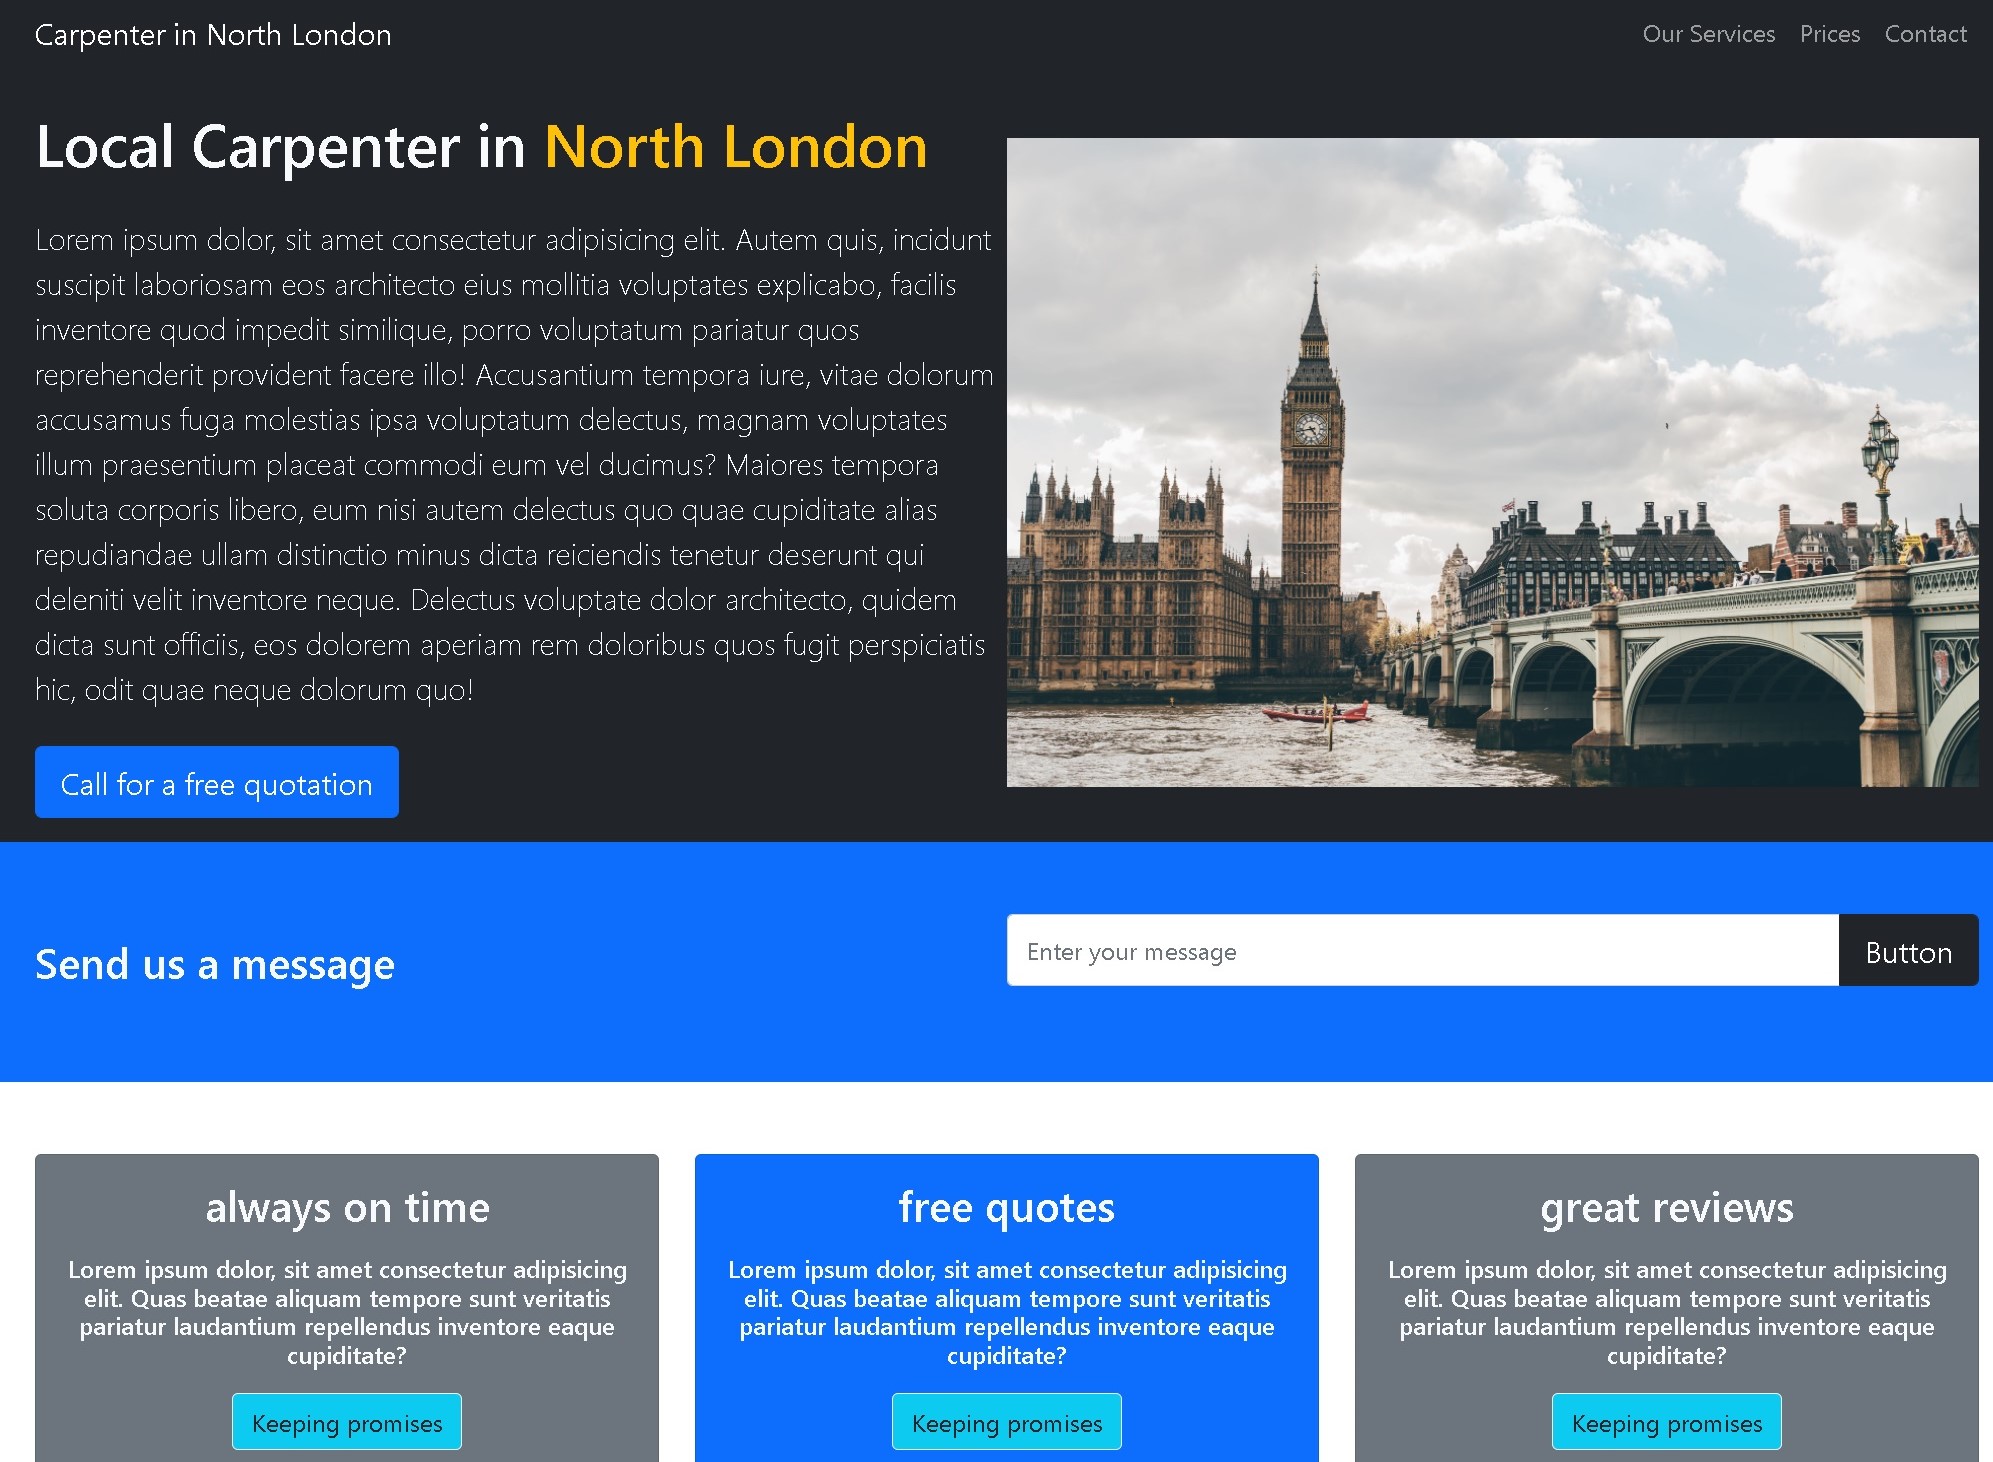 Carpenter in North London
Our Services Prices Contact
Local Carpenter in North London
Lorem ipsum dolor, sit amet consectetur adipisicing elit. Autem quis, incidunt
suscipit laboriosam eos architecto eius mollitia voluptates explicabo, facilis
inventore quod impedit similique, porro voluptatum pariatur quos
reprehenderit provident facere illo! Accusantium tempora iure, vitae dolorum
accusamus fuga molestias ipsa voluptatum delectus, magnam voluptates
illum praesentium placeat commodi eum vel ducimus? Maiores tempora
soluta corporis libero, eum nisi autem delectus quo quae cupiditate alias
repudiandae ullam distinctio minus dicta reiciendis tenetur deserunt qui
deleniti velit inventore neque. Delectus voluptate dolor architecto, quidem
dicta sunt officiis, eos dolorem aperiam rem doloribus quos fugit perspiciatis
hic, odit quae neque dolorum quo!
Call for a free quotation
Send us a message
Enter your message
Button
always on time
Lorem ipsum dolor, sit amet consectetur adipisicing
elit. Quas beatae aliquam tempore sunt veritatis
pariatur laudantium repellendus inventore eaque
cupiditate?
Keeping promises
free quotes
Lorem ipsum dolor, sit amet consectetur adipisicing
elit. Quas beatae aliquam tempore sunt veritatis
pariatur laudantium repellendus inventore eaque
cupiditate?
Keeping promises
great reviews
Lorem ipsum dolor, sit amet consectetur adipisicing
elit. Quas beatae aliquam tempore sunt veritatis
pariatur laudantium repellendus inventore eaque
cupiditate?
Keeping promises